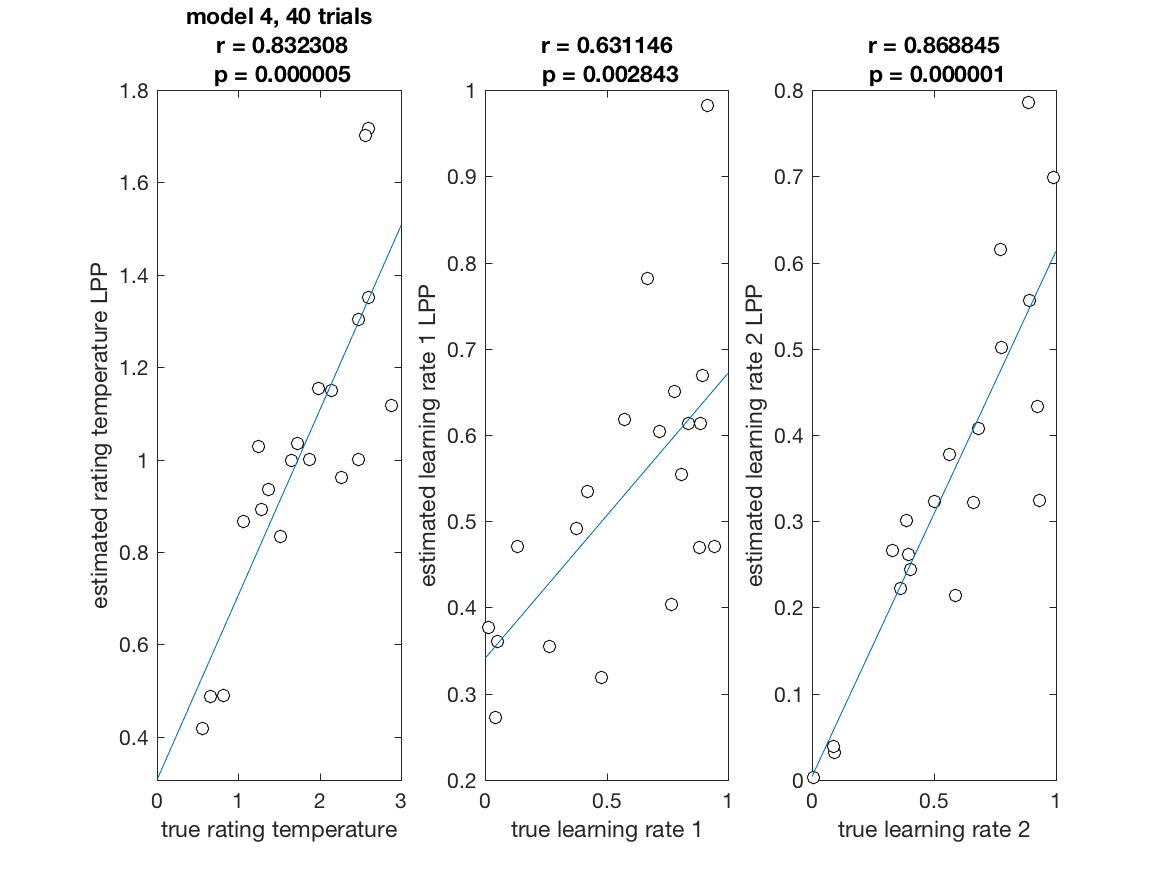 model 4, 40 trials
r = 0.832308
p = 0.000005
1.8
1.6
1.4
1.2
1
0.8
0.6
0.4
0
1
2
3
estimated rating temperature LPP
true rating temperature
r = 0.631146
p = 0.002843
1
0.9
0.8
0.7
0.6
0.5
0.4
0.3
0.2
0
0.5
1
estimated learning rate 1 LPP
true learning rate 1
r = 0.868845
p = 0.000001
0.8
0.7
0.6
0.5
0.4
0.3
0.2
0.1
0
0
0.5
1
estimated learning rate 2 LPP
true learning rate 2